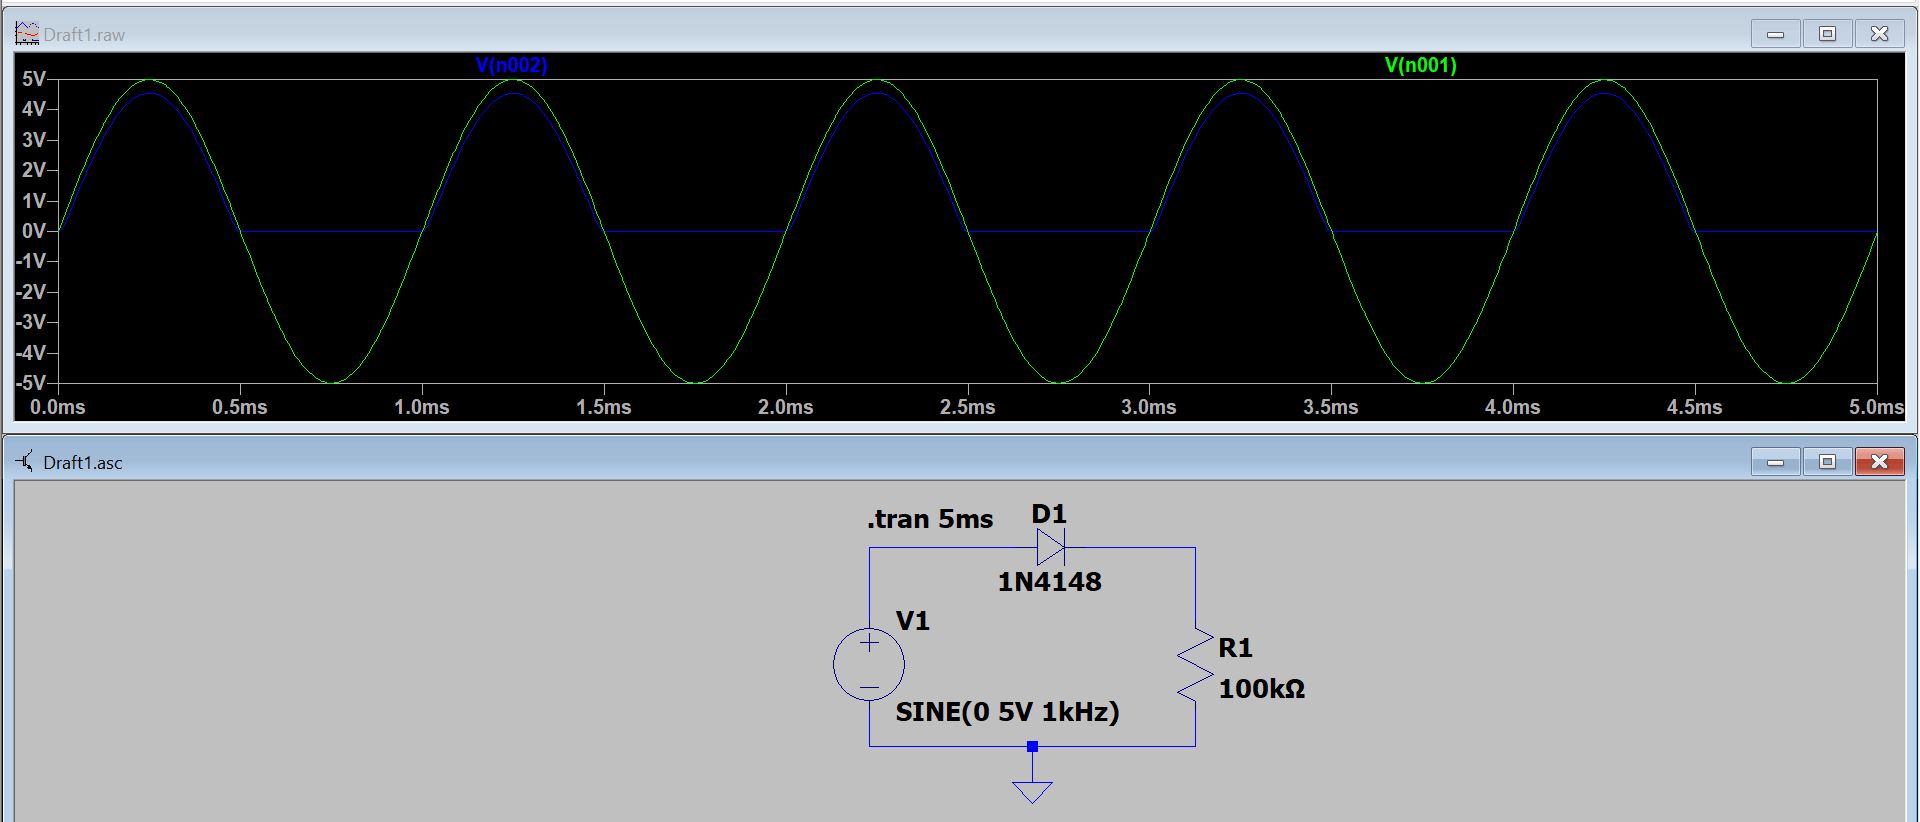 Draft1.raw
V(n002) V(n001)
5V
4V
3V
2V
1V
0V
-1V
-2V
-3V
-4V
-5V
0.0ms 0.5ms 1.0ms 1.5ms 2.0ms 2.5ms 3.0ms 3.5ms 4.0ms 4.5ms 5.0ms
Draft1.asc
.tran 5ms D1
1N4148
V1
R1
100kΩ
SINE(0 5V 1kHz)